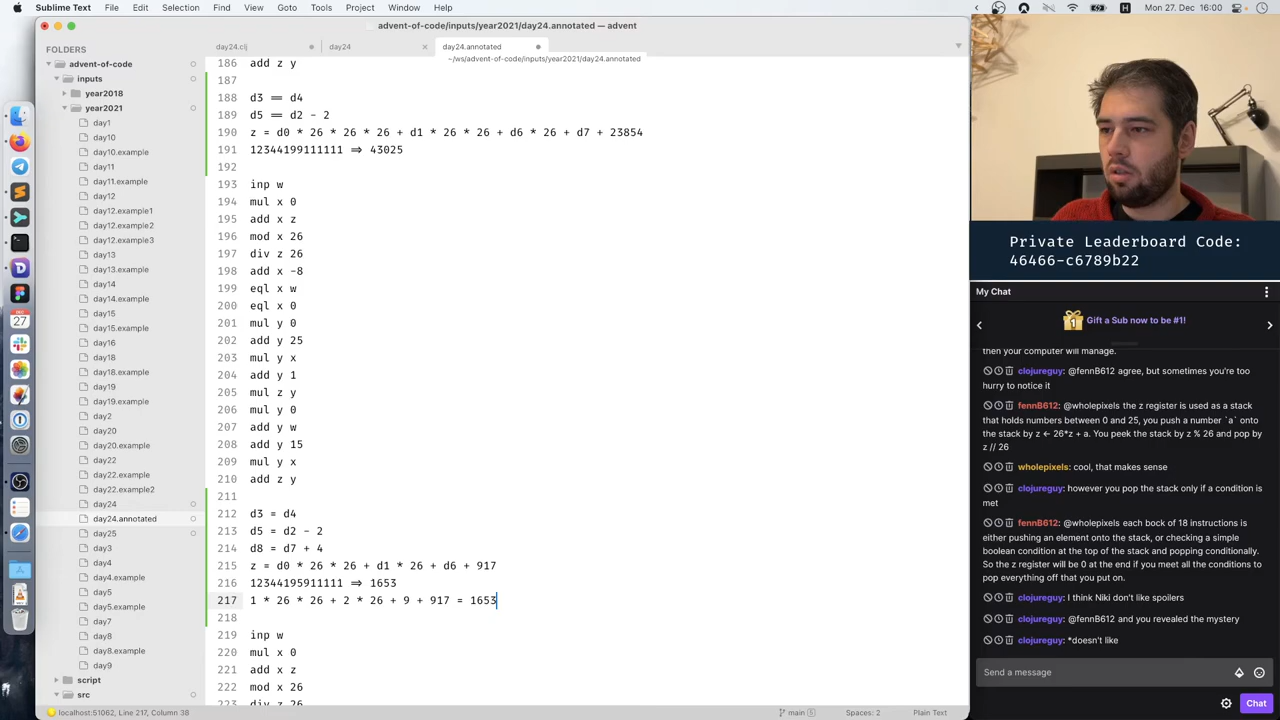 Sublime Text File Edit Selection Find View Goto Tools Project Window Help
Mon 27. Dec 16:00
advent-of-code/inputs/year2021/day24.annotated — advent
FOLDERS
advent-of-code
inputs
year2018
year2021
day1
day10
day10.example
day11
day11.example
day12
day12.example1
day12.example2
day12.example3
day13
day13.example
day14
day14.example
day15
day15.example
day16
day18
day18.example
day19
day19.example
day2
day20
day20.example
day22
day22.example
day22.example2
day24
day24.annotated
day25
day3
day4
day4.example
day5
day5.example
day7
day8
day8.example
day9
script
src
day24.clj
day24
day24.annotated
~/ws/advent-of-code/inputs/year2021/day24.annotated
186 add z y
187
188 d3 == d4
189 d5 == d2 - 2
190 z = d0 * 26 * 26 * 26 + d1 * 26 * 26 + d6 * 26 + d7 + 23854
191 12344199111111 => 43025
192
193 inp w
194 mul x 0
195 add x z
196 mod x 26
197 div z 26
198 add x -8
199 eql x w
200 eql x 0
201 mul y 0
202 add y 25
203 mul y x
204 add y 1
205 mul z y
206 mul y 0
207 add y w
208 add y 15
209 mul y x
210 add z y
211
212 d3 = d4
213 d5 = d2 - 2
214 d8 = d7 + 4
215 z = d0 * 26 * 26 + d1 * 26 + d6 + 917
216 12344195911111 => 1653
217 1 * 26 * 26 + 2 * 26 + 9 + 917 = 1653
218
219 inp w
220 mul x 0
221 add x z
222 mod x 26
223 div z 26
localhost:51062, Line 217, Column 38
main 5
Spaces: 2
Plain Text
Private Leaderboard Code:
46466-c6789b22
My Chat
Gift a Sub now to be #1!
then your computer will manage.
clojureguy: @fennB612 agree, but sometimes you're too
hurry to notice it
fennB612: @wholepixels the z register is used as a stack
that holds numbers between 0 and 25, you push a number `a` onto
the stack by z <- 26*z + a. You peek the stack by z % 26 and pop by
z // 26
wholepixels: cool, that makes sense
clojureguy: however you pop the stack only if a condition is
met
fennB612: @wholepixels each bock of 18 instructions is
either pushing an element onto the stack, or checking a simple
boolean condition at the top of the stack and popping conditionally.
So the z register will be 0 at the end if you meet all the conditions to
pop everything off that you put on.
clojureguy: I think Niki don't like spoilers
clojureguy: @fennB612 and you revealed the mystery
clojureguy: *doesn't like
Send a message
Chat